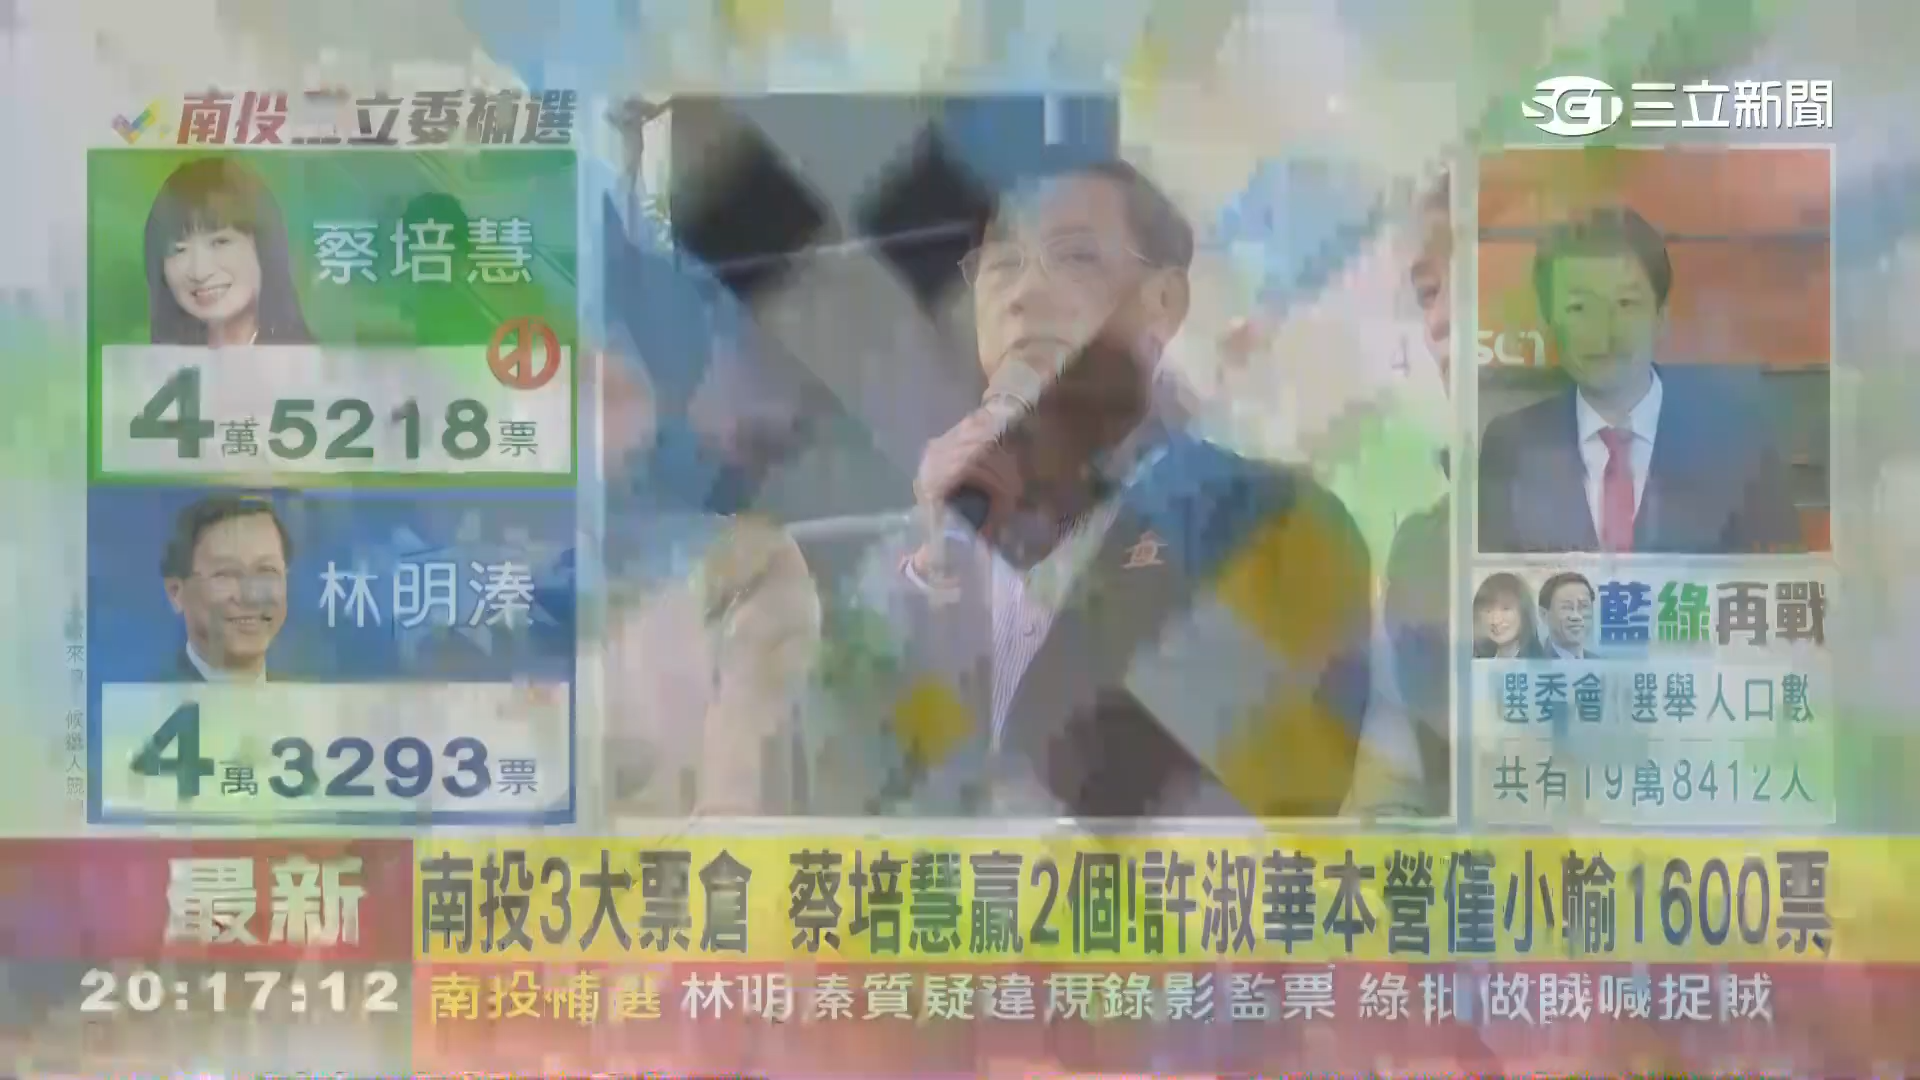 南投二立委補選
SET 三立新聞
蔡培慧
4萬5218票
林明溱
4萬3293票
SET
藍綠再戰
選委會:選舉人口數
共有19萬8412人
最新
南投3大票倉 蔡培慧贏2個!許淑華本營僅小輸1600票
20:17:12
南投補選 林明溱質疑違規錄影監票 綠批做賊喊捉賊